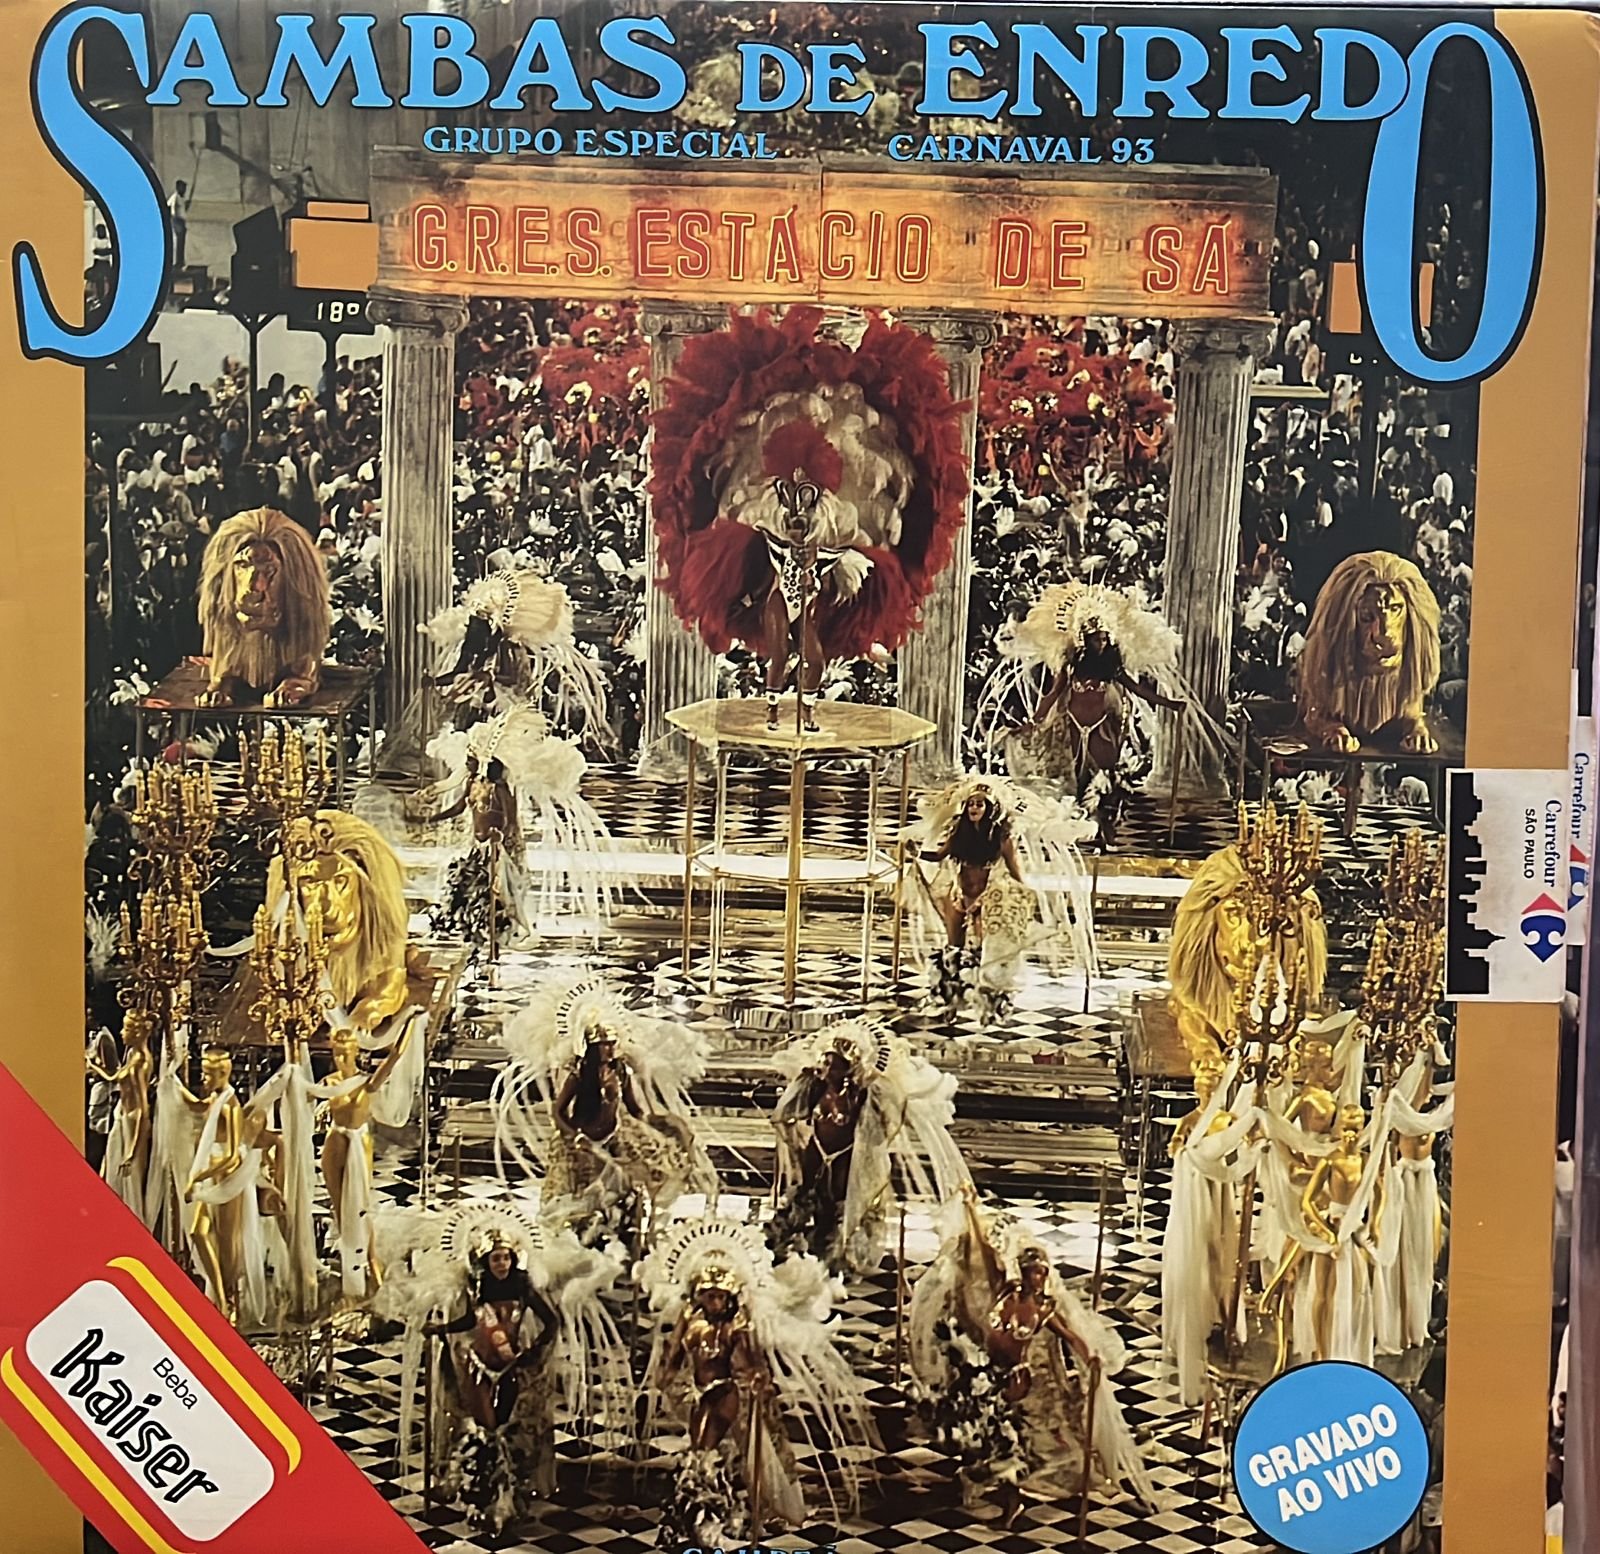 SAMBAS DE ENREDO
GRUPO ESPECIAL CARNAVAL 93
G.R.E.S. ESTÁCIO DE SÁ
18º
Carrefour
Carrefour
SÃO PAULO
Beba
Kaiser
GRAVADO
AO VIVO